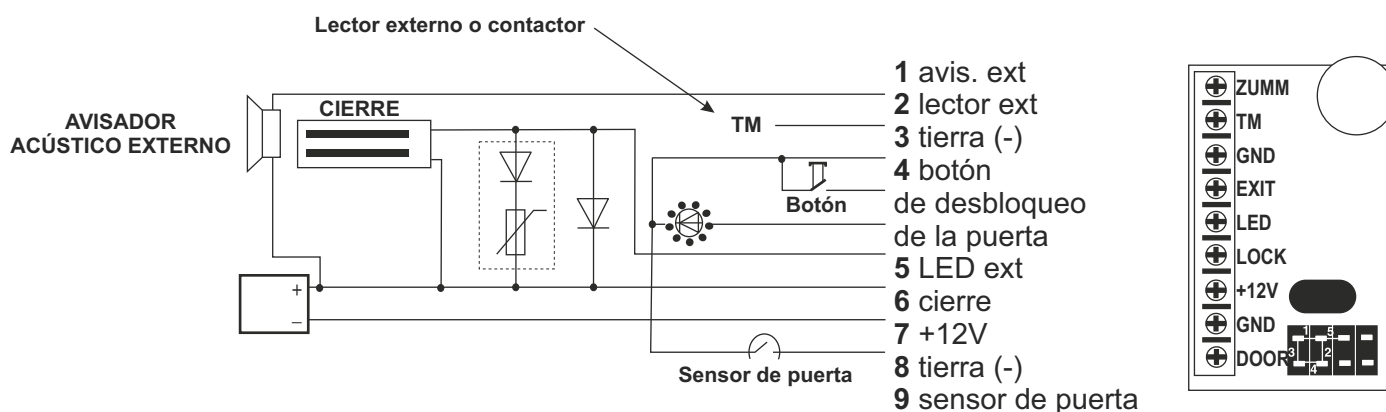 Lector externo o contactor
AVISADOR
ACÚSTICO EXTERNO
CIERRE
+
–
TM
Botón
Sensor de puerta
1 avis. ext
2 lector ext
3 tierra (-)
4 botón
de desbloqueo
de la puerta
5 LED ext
6 cierre
7 +12V
8 tierra (-)
9 sensor de puerta
ZUMM
TM
GND
EXIT
LED
LOCK
+12V
GND
DOOR
1 5
3 2
4